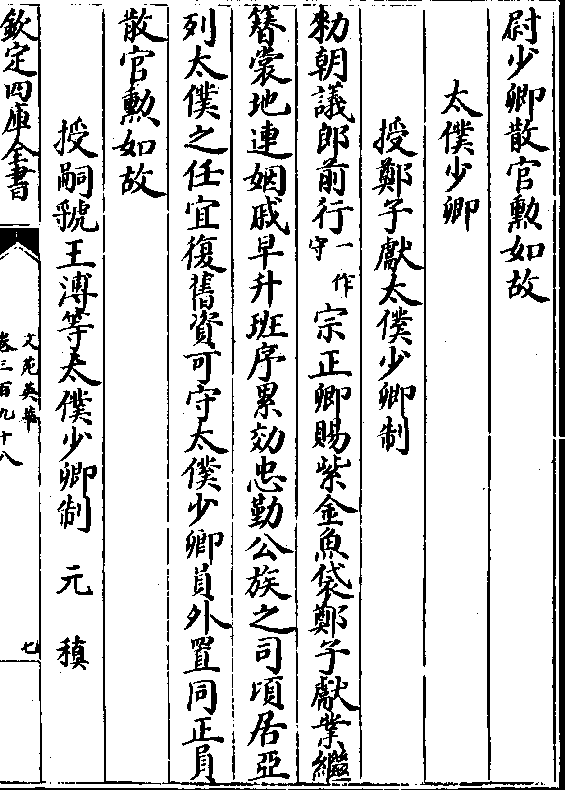 尉少卿散官勲如故
太僕少卿
授鄭子獻太僕少卿制
勅朝議郎前行一作守宗正卿賜紫金魚袋鄭子獻業繼
簪裳地連姻戚早升班序累効忠勤公族之司頃居亞
列太僕之任宜復舊資可守太僕少卿員外置同正員
散官勲如故
授嗣虢王溥等太僕少卿制 元稹
欽定四庫全書
文苑英華
卷三百九十八
七